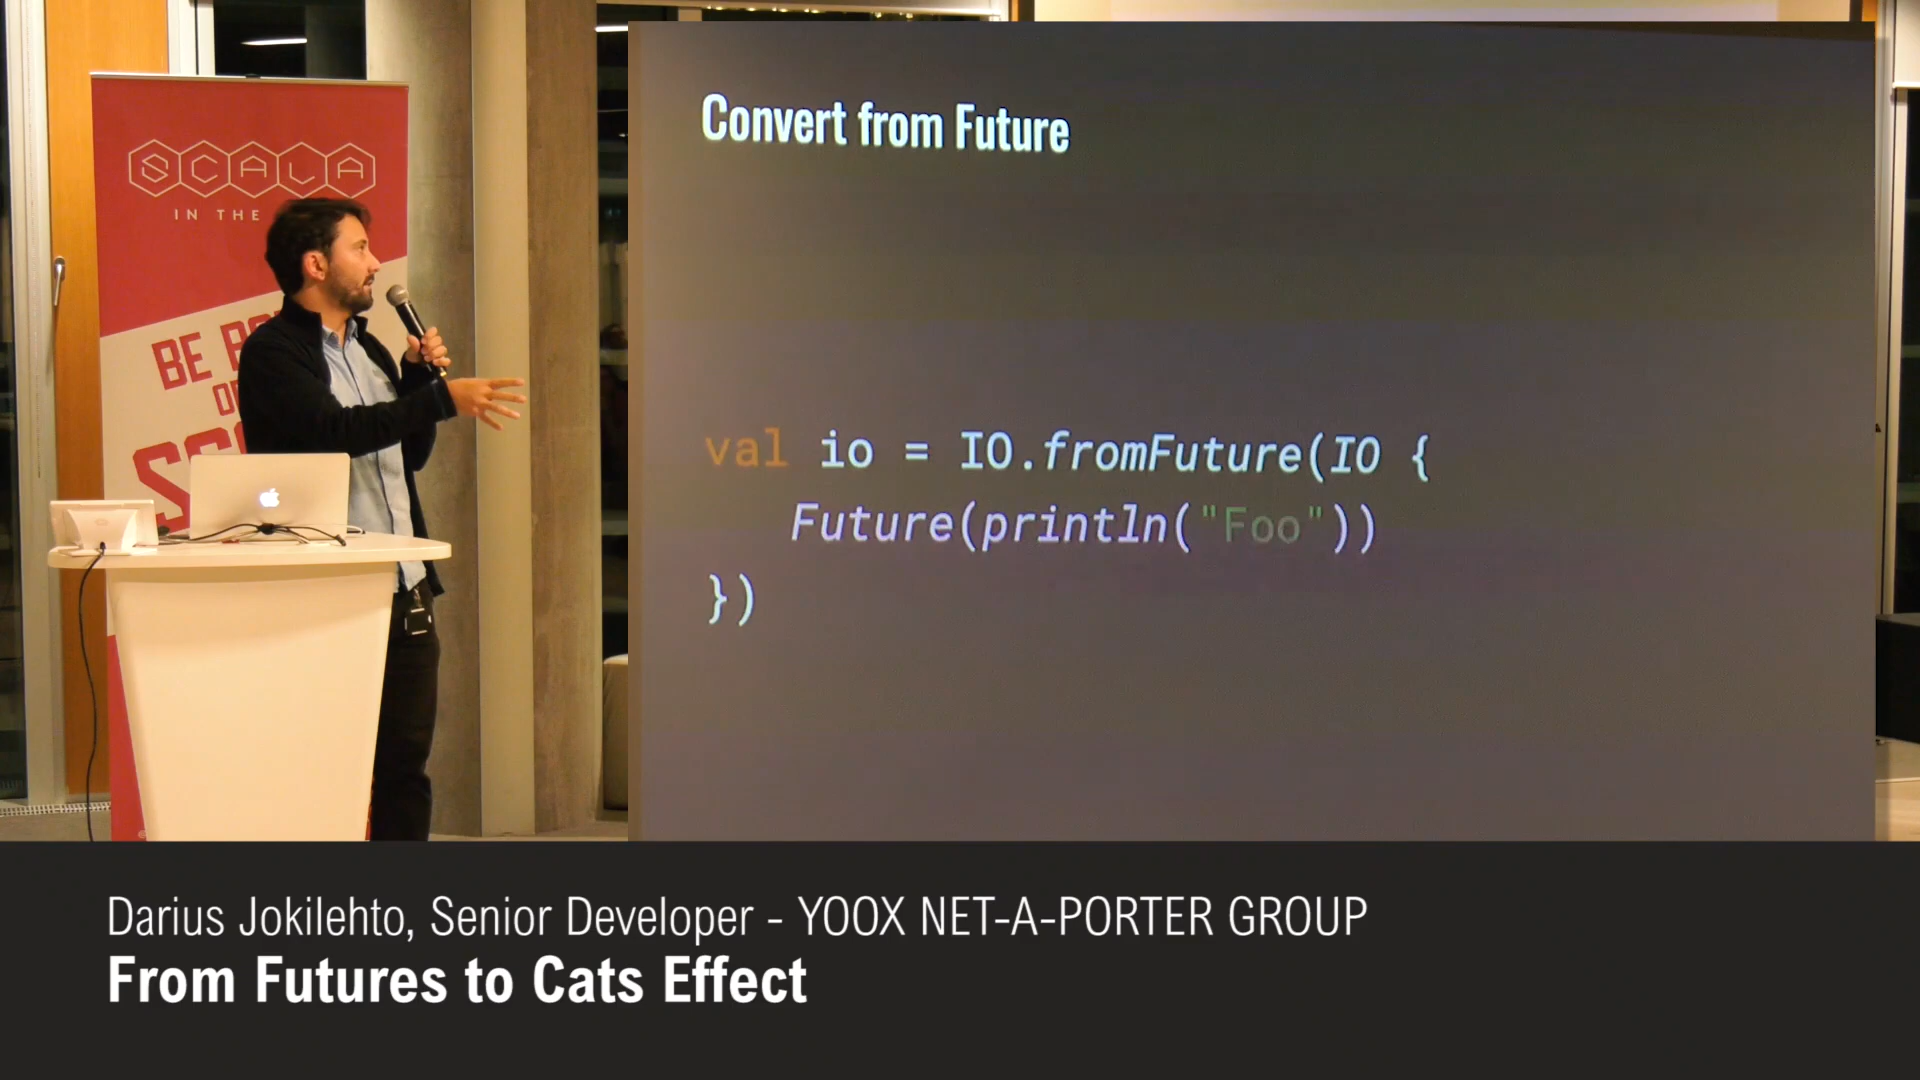 SCALA
IN THE
BE
Convert from Future
val io = IO.fromFuture(IO {
Future(println("Foo"))
})
Darius Jokilehto, Senior Developer - YOOX NET-A-PORTER GROUP
From Futures to Cats Effect